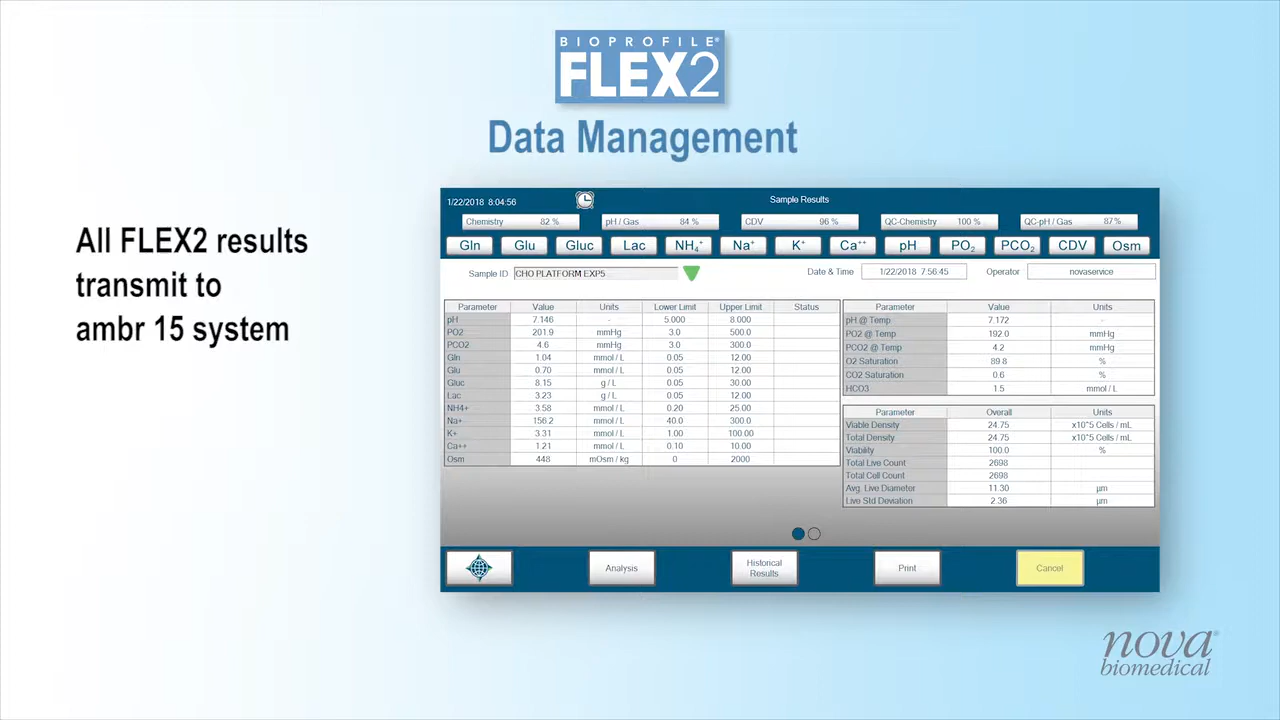 BIOPROFILE®
FLEX2
Data Management
All FLEX2 results
transmit to
ambr 15 system
1/22/2018 8:04:56
Sample Results
Chemistry 82 % pH / Gas 84 % CDV 96 % QC-Chemistry 100 % QC-pH / Gas 87%
Gln Glu Gluc Lac NH₄⁺ Na⁺ K⁺ Ca⁺⁺ pH PO₂ PCO₂ CDV Osm
Sample ID CHO PLATFORM EXP5 Date & Time 1/22/2018 7:56:45 Operator novaservice
Parameter Value Units Lower Limit Upper Limit Status
pH 7.146 - 5.000 8.000
PO2 201.9 mmHg 3.0 500.0
PCO2 4.6 mmHg 3.0 300.0
Gln 1.04 mmol / L 0.05 12.00
Glu 0.70 mmol / L 0.05 12.00
Gluc 8.15 g / L 0.05 30.00
Lac 3.23 g / L 0.05 12.00
NH4+ 3.58 mmol / L 0.20 25.00
Na+ 156.2 mmol / L 40.0 300.0
K+ 3.31 mmol / L 1.00 100.00
Ca++ 1.21 mmol / L 0.10 10.00
Osm 448 mOsm / kg 0 2000
Parameter Value Units
pH @ Temp 7.172 -
PO2 @ Temp 192.0 mmHg
PCO2 @ Temp 4.2 mmHg
O2 Saturation 89.8 %
CO2 Saturation 0.6 %
HCO3 1.5 mmol / L
Parameter Overall Units
Viable Density 24.75 x10^5 Cells / mL
Total Density 24.75 x10^5 Cells / mL
Viability 100.0 %
Total Live Count 2698
Total Cell Count 2698
Avg. Live Diameter 11.30 µm
Live Std Deviation 2.36 µm
Analysis
Historical
Results
Print
Cancel
nova®
biomedical